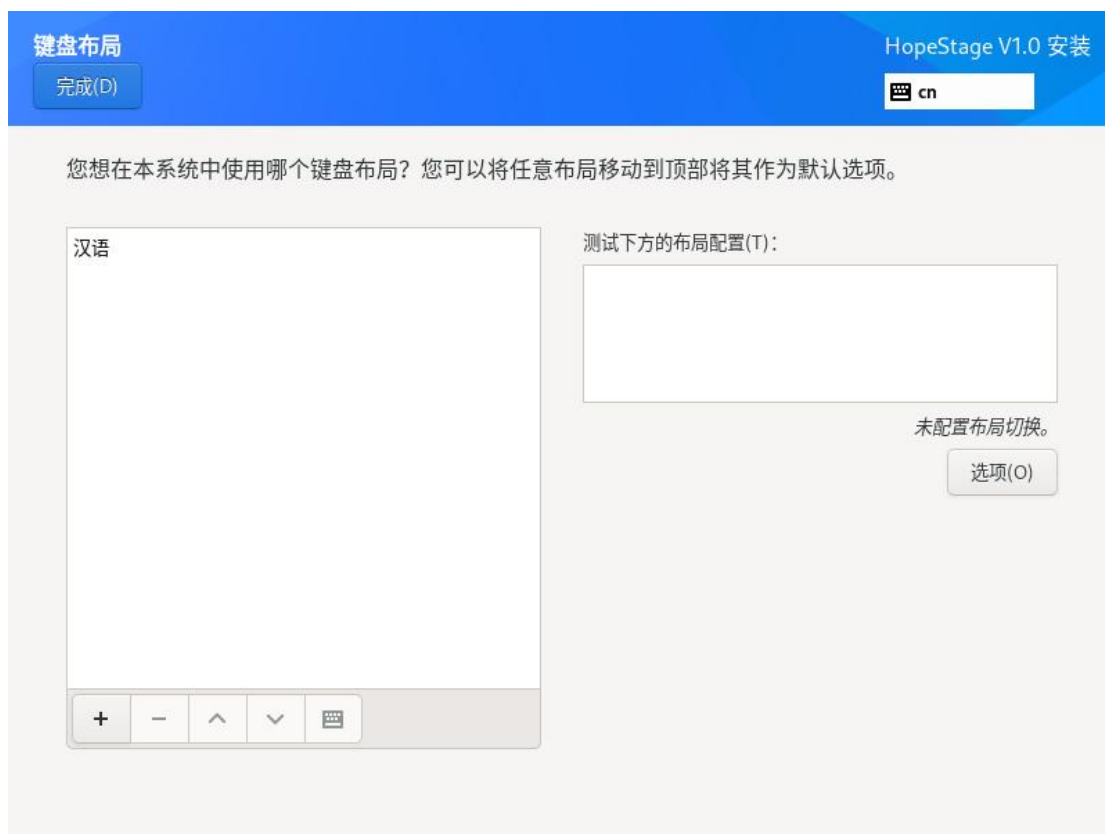 键盘布局
HopeStage V1.0 安装
完成(D)
cn
您想在本系统中使用哪个键盘布局？您可以将任意布局移动到顶部将其作为默认选项。
汉语
测试下方的布局配置(T)：
未配置布局切换。
选项(O)